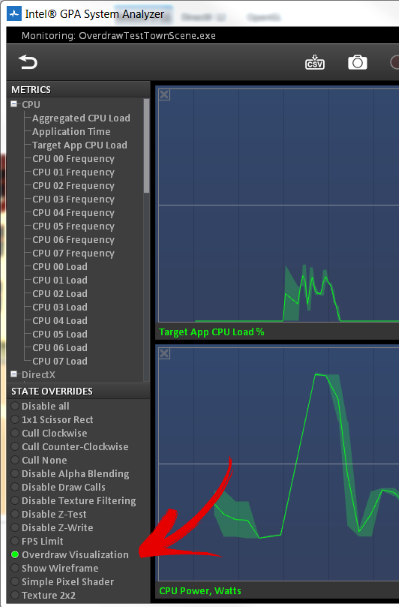 Intel® GPA System Analyzer
Monitoring: OverdrawTestTownScene.exe
CSV
METRICS
CPU
Aggregated CPU Load
Application Time
Target App CPU Load
CPU 00 Frequency
CPU 01 Frequency
CPU 02 Frequency
CPU 03 Frequency
CPU 04 Frequency
CPU 05 Frequency
CPU 06 Frequency
CPU 07 Frequency
CPU 00 Load
CPU 01 Load
CPU 02 Load
CPU 03 Load
CPU 04 Load
CPU 05 Load
CPU 06 Load
CPU 07 Load
DirectX
Target App CPU Load %
STATE OVERRIDES
Disable all
1x1 Scissor Rect
Cull Clockwise
Cull Counter-Clockwise
Cull None
Disable Alpha Blending
Disable Draw Calls
Disable Texture Filtering
Disable Z-Test
Disable Z-Write
FPS Limit
Overdraw Visualization
Show Wireframe
Simple Pixel Shader
Texture 2x2
CPU Power, Watts